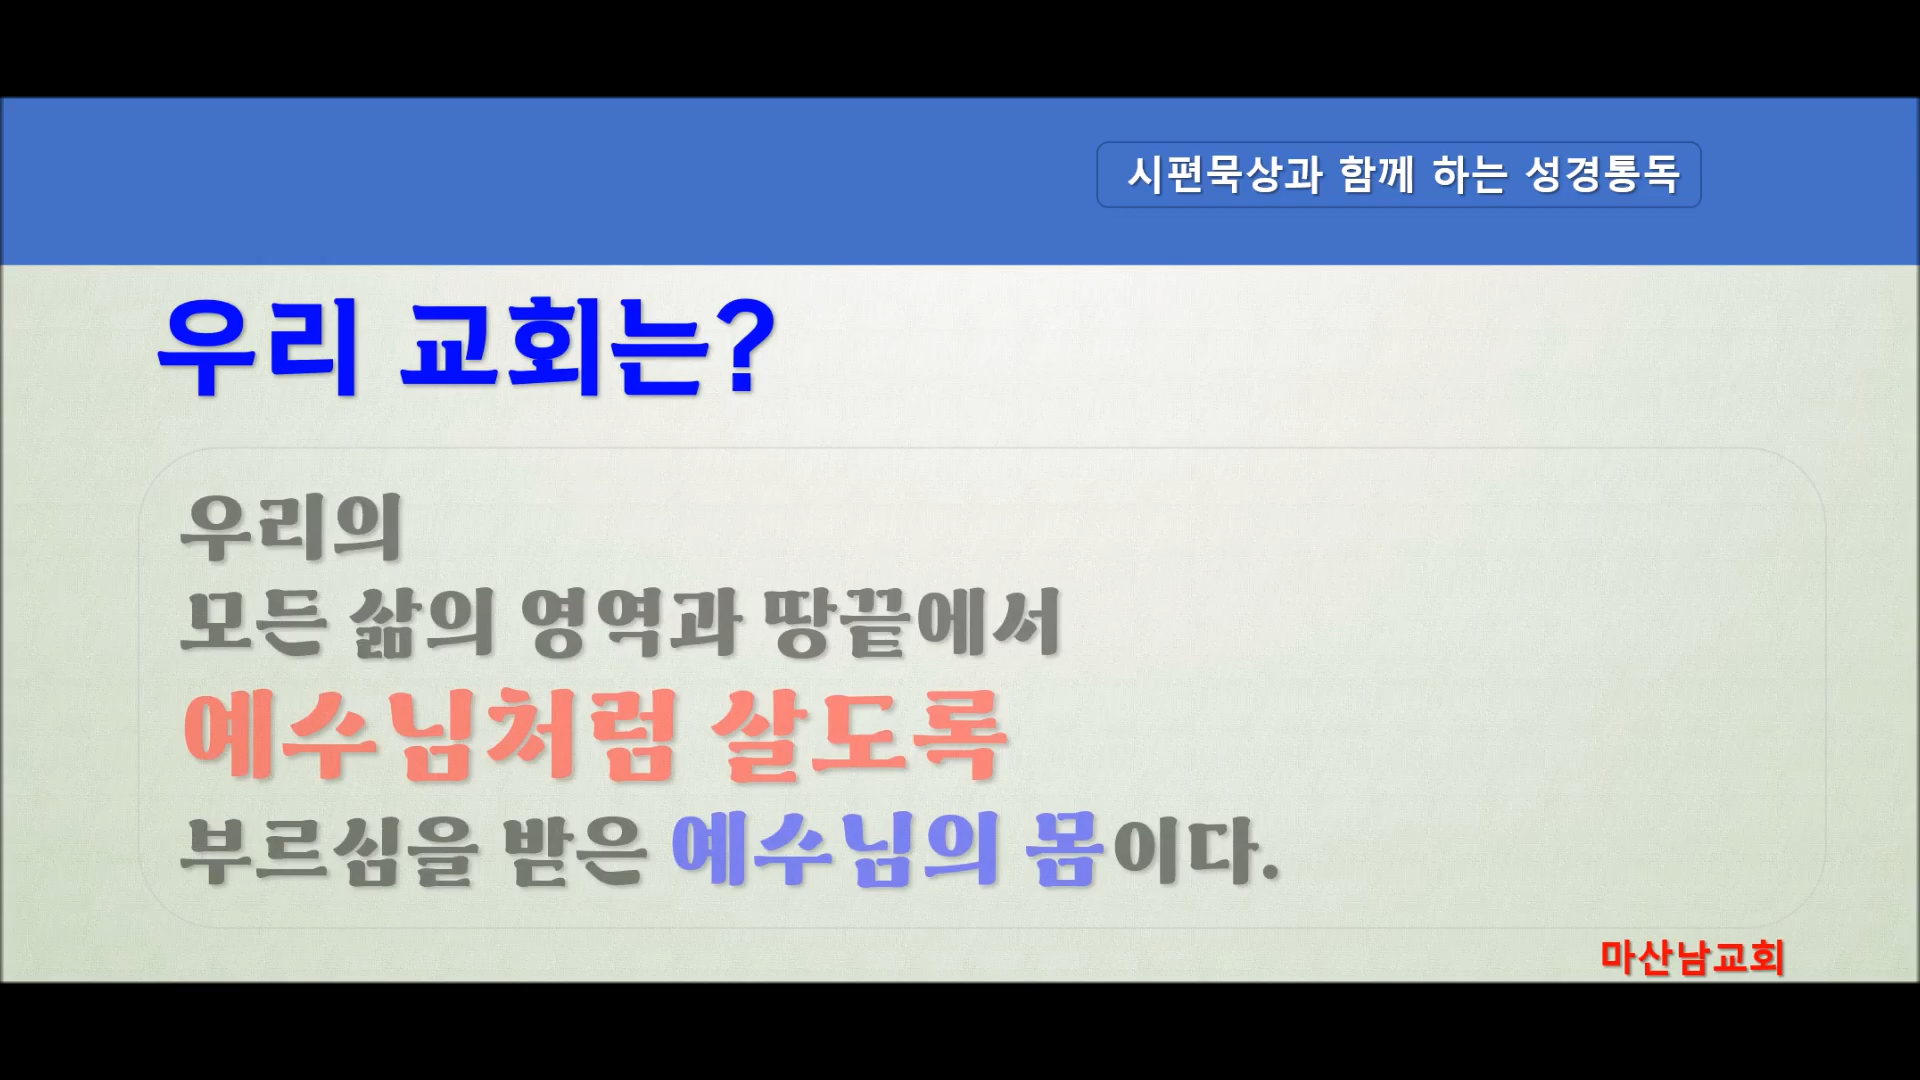 시편묵상과 함께 하는 성경통독
우리 교회는?
우리의
모든 삶의 영역과 땅끝에서
예수님처럼 살도록
부르심을 받은 예수님의 몸이다.
마산남교회